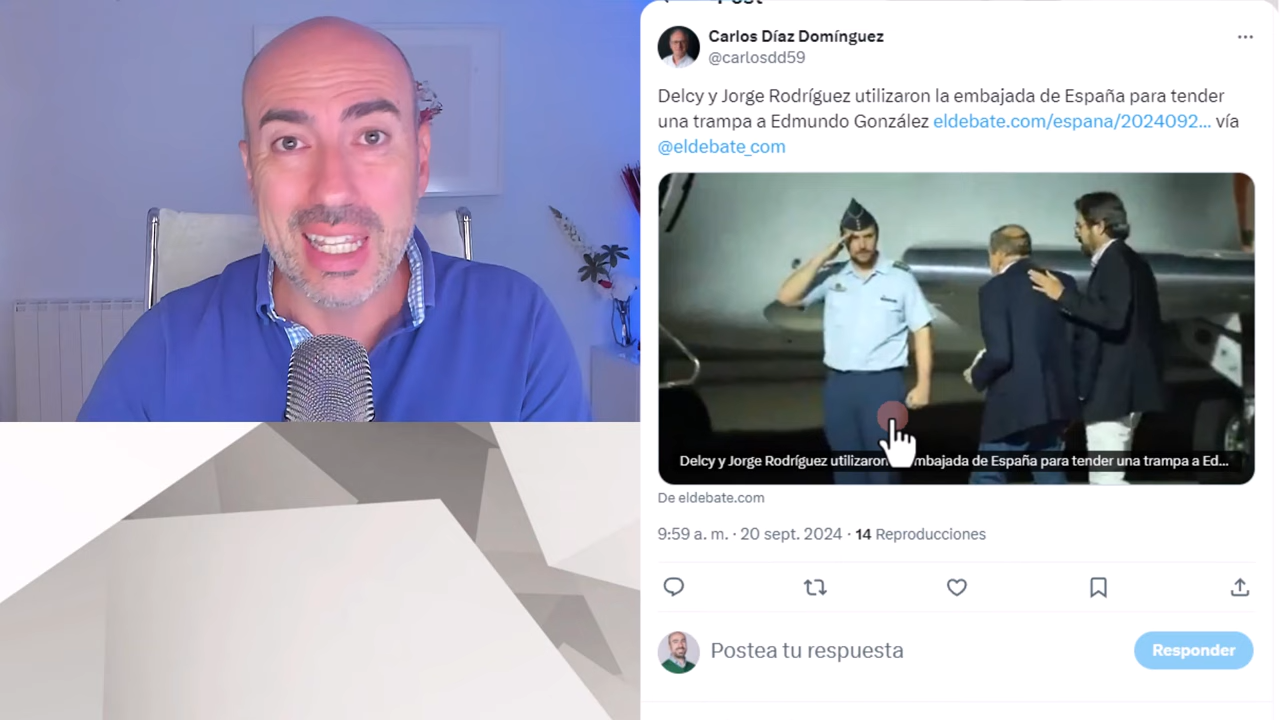 Post
Carlos Díaz Domínguez
@carlosdd59
Delcy y Jorge Rodríguez utilizaron la embajada de España para tender
una trampa a Edmundo González eldebate.com/espana/2024092... vía
@eldebate_com
Delcy y Jorge Rodríguez utilizaron embajada de España para tender una trampa a Ed...
De eldebate.com
9:59 a. m. · 20 sept. 2024 · 14 Reproducciones
Postea tu respuesta
Responder